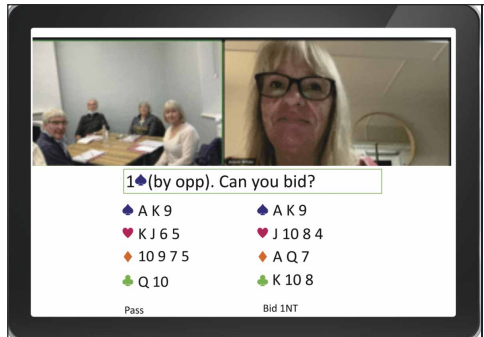 1♠(by opp). Can you bid?
♠ A K 9
♥ K J 6 5
♦ 10 9 7 5
♣ Q 10
Pass
♠ A K 9
♥ J 10 8 4
♦ A Q 7
♣ K 10 8
Bid 1NT